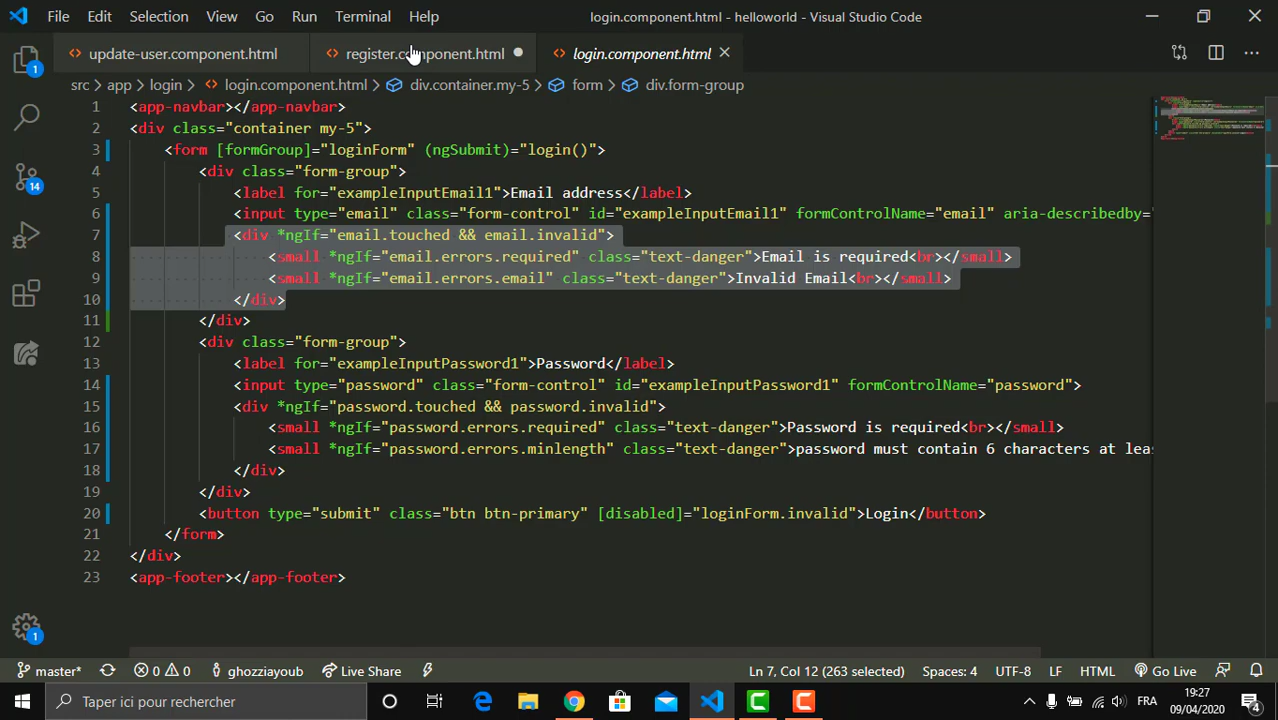 File Edit Selection View Go Run Terminal Help login.component.html - helloworld - Visual Studio Code
update-user.component.html register.component.html login.component.html
src > app > login > login.component.html > div.container.my-5 > form > div.form-group
1 <app-navbar></app-navbar>
2 <div class="container my-5">
3 <form [formGroup]="loginForm" (ngSubmit)="login()">
4 <div class="form-group">
5 <label for="exampleInputEmail1">Email address</label>
6 <input type="email" class="form-control" id="exampleInputEmail1" formControlName="email" aria-describedby=
7 <div *ngIf="email.touched && email.invalid">
8 <small *ngIf="email.errors.required" class="text-danger">Email is required<br></small>
9 <small *ngIf="email.errors.email" class="text-danger">Invalid Email<br></small>
10 </div>
11 </div>
12 <div class="form-group">
13 <label for="exampleInputPassword1">Password</label>
14 <input type="password" class="form-control" id="exampleInputPassword1" formControlName="password">
15 <div *ngIf="password.touched && password.invalid">
16 <small *ngIf="password.errors.required" class="text-danger">Password is required<br></small>
17 <small *ngIf="password.errors.minlength" class="text-danger">password must contain 6 characters at
18 </div>
19 </div>
20 <button type="submit" class="btn btn-primary" [disabled]="loginForm.invalid">Login</button>
21 </form>
22 </div>
23 <app-footer></app-footer>
1
14
1
master* 0 0 ghozziayoub Live Share Ln 7, Col 12 (263 selected) Spaces: 4 UTF-8 LF HTML Go Live
Taper ici pour rechercher FRA 19:27
09/04/2020 4